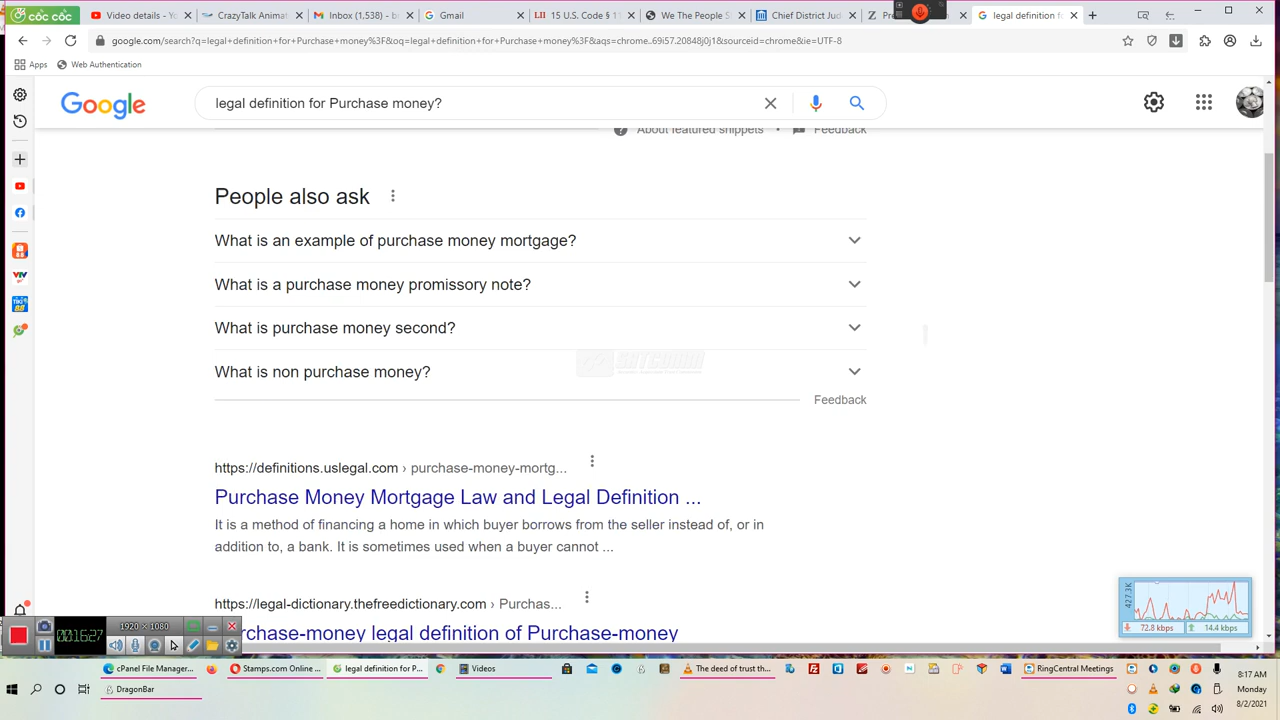 cốc cốc
Video details - Yo
CrazyTalk Animat
Inbox (1,538) - b
Gmail
LII 15 U.S. Code § 1
We The People
Chief District Jud
Z Pre
legal definition fo
google.com/search?q=legal+definition+for+Purchase+money%3F&oq=legal+definition+for+Purchase+money%3F&aqs=chrome..69i57.20848j0j1&sourceid=chrome&ie=UTF-8
Apps
Web Authentication
Google
legal definition for Purchase money?
About featured snippets
•
Feedback
People also ask
What is an example of purchase money mortgage?
What is a purchase money promissory note?
What is purchase money second?
What is non purchase money?
Feedback
https://definitions.uslegal.com › purchase-money-mortg...
Purchase Money Mortgage Law and Legal Definition ...
It is a method of financing a home in which buyer borrows from the seller instead of, or in
addition to, a bank. It is sometimes used when a buyer cannot ...
https://legal-dictionary.thefreedictionary.com › Purchas...
rchase-money legal definition of Purchase-money
427.3K
72.8 kbps
14.4 kbps
00:16:27
1920 × 1080
cPanel File Manager...
Stamps.com Online ...
legal definition for P...
Videos
The deed of trust th...
RingCentral Meetings
8:17 AM
DragonBar
Monday
8/2/2021